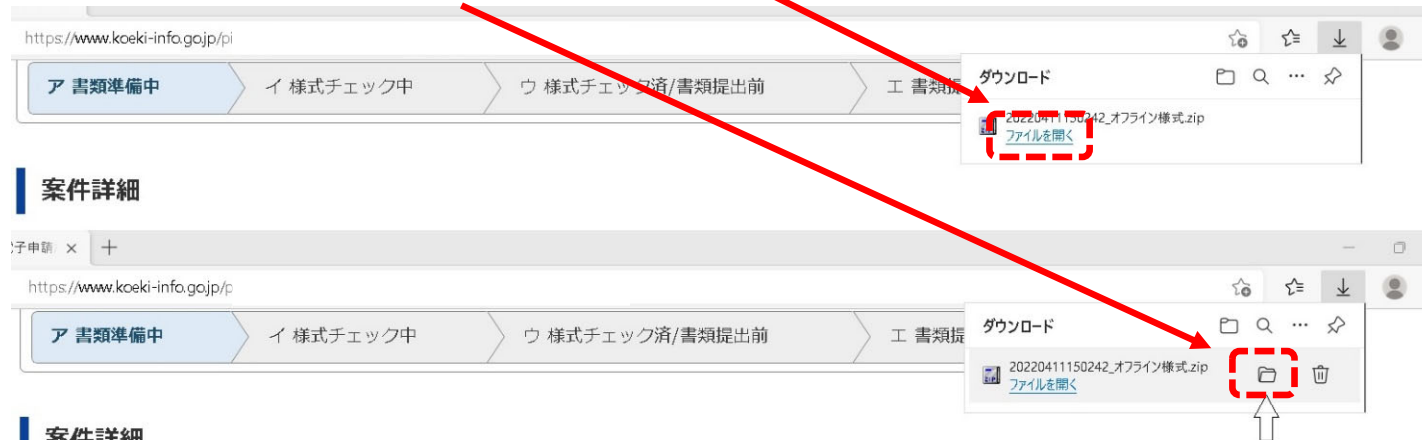 https://www.koeki-info.go.jp/pi
ア 書類準備中
イ 様式チェック中
ウ 様式チェック済/書類提出前
エ 書類提
ダウンロード
20220411150242_オフライン様式.zip
ファイルを開く
案件詳細
子申請
https://www.koeki-info.go.jp/p
ア 書類準備中
イ 様式チェック中
ウ 様式チェック済/書類提出前
エ 書類提
ダウンロード
20220411150242_オフライン様式.zip
ファイルを開く
案件詳細